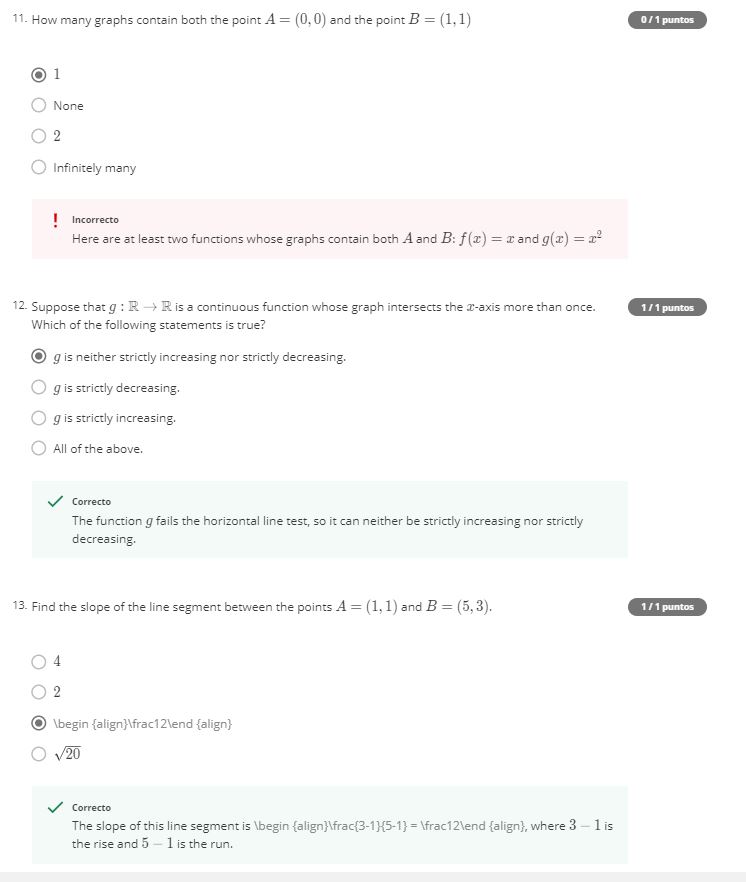 11. How many graphs contain both the point A = (0, 0) and the point B = (1, 1)
0 / 1 puntos
1
None
2
Infinitely many
! Incorrecto
Here are at least two functions whose graphs contain both A and B: f(x) = x and g(x) = x²
12. Suppose that g : ℝ → ℝ is a continuous function whose graph intersects the x-axis more than once.
1 / 1 puntos
Which of the following statements is true?
g is neither strictly increasing nor strictly decreasing.
g is strictly decreasing.
g is strictly increasing.
All of the above.
Correcto
The function g fails the horizontal line test, so it can neither be strictly increasing nor strictly
decreasing.
13. Find the slope of the line segment between the points A = (1, 1) and B = (5, 3).
1 / 1 puntos
4
2
\begin {align}\frac12\end {align}
√20
Correcto
The slope of this line segment is \begin {align}\frac{3-1}{5-1} = \frac12\end {align}, where 3 − 1 is
the rise and 5 − 1 is the run.